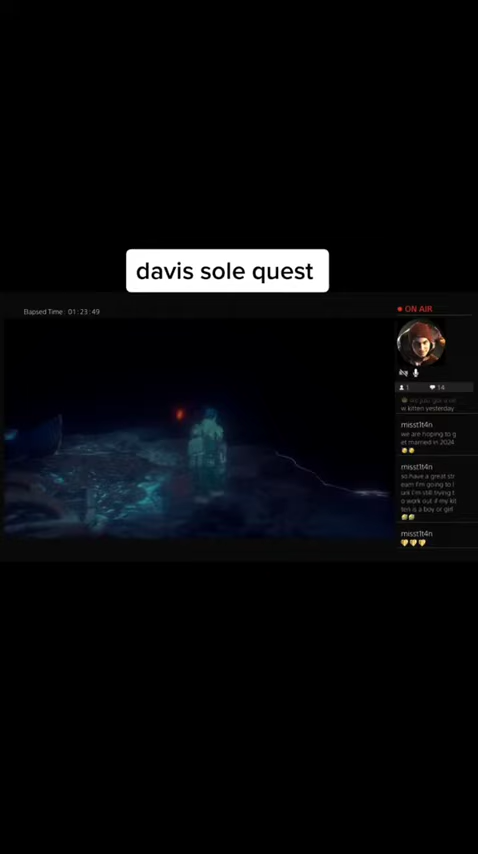 davis sole quest
Elapsed Time : 01:23:49
ON AIR
1 14
w kitten yesterday
misst1t4n
we are hoping to g
et married in 2024
misst1t4n
so have a great str
eam I'm going to l
urk I'm still trying t
o work out if my kit
ten is a boy or girl
misst1t4n